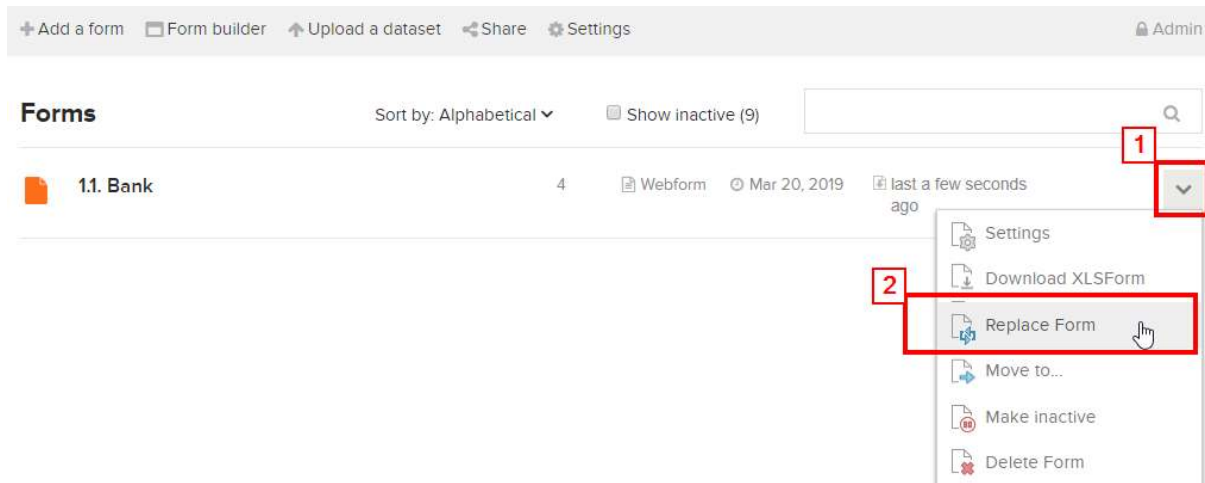 Add a form Form builder Upload a dataset Share Settings Admin
Forms Sort by: Alphabetical Show inactive (9)
1
1.1. Bank 4 Webform Mar 20, 2019 last a few seconds
ago
Settings
Download XLSForm
2
Replace Form
Move to...
Make inactive
Delete Form